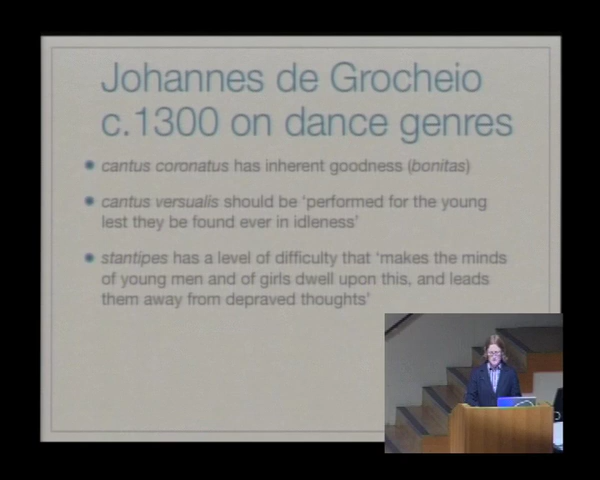 Johannes de Grocheio
c.1300 on dance genres
cantus coronatus has inherent goodness (bonitas)
cantus versualis should be ‘performed for the young
lest they be found ever in idleness’
stantipes has a level of difficulty that ‘makes the minds
of young men and of girls dwell upon this, and leads
them away from depraved thoughts’